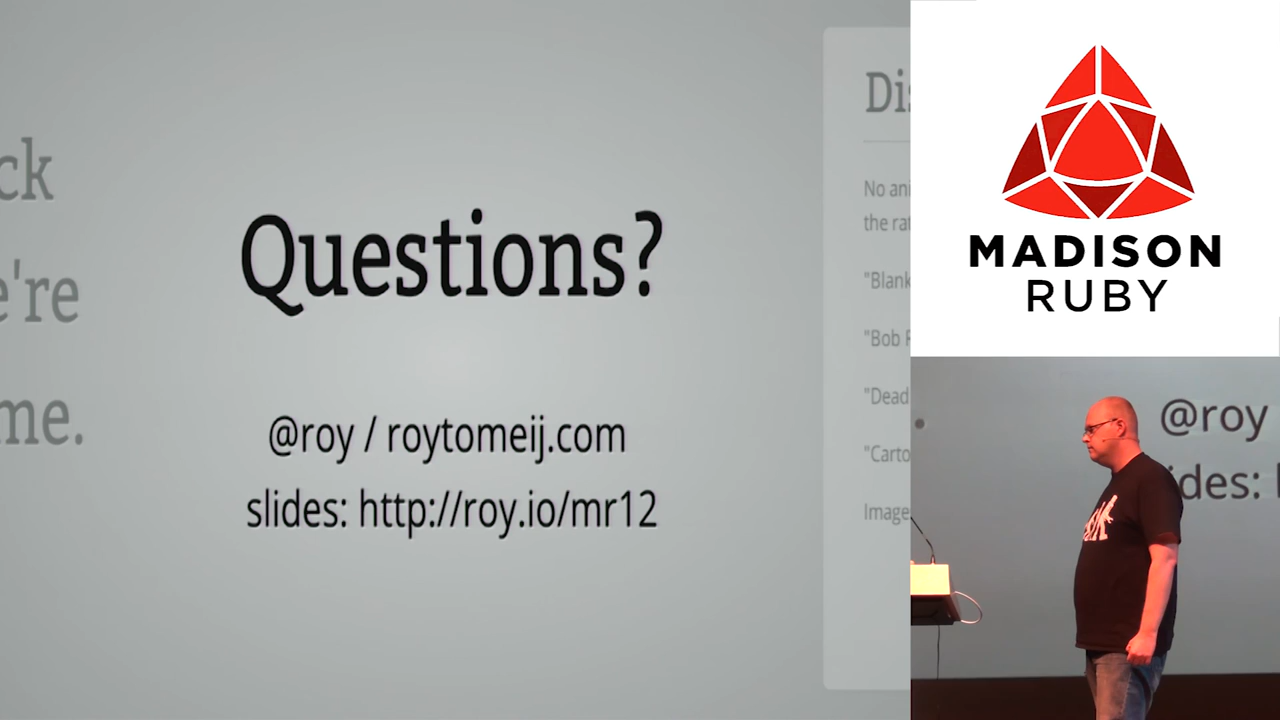 ck
e're
me.
Questions?
@roy / roytomeij.com
slides: http://roy.io/mr12
Dis
No ani
the rat
"Blank
"Bob F
"Dead
"Carto
Image
MADISON
RUBY
@roy
ides: